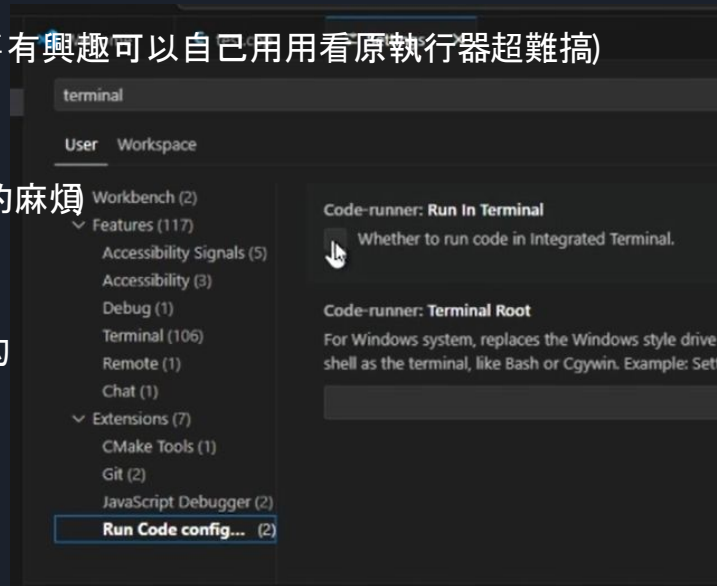 有興趣可以自己用用看原執行器超難搞)
terminal
User Workspace
的麻煩)
Workbench (2)
Features (117)
Accessibility Signals (5)
Accessibility (3)
Debug (1)
Terminal (106)
Remote (1)
Chat (1)
Extensions (7)
CMake Tools (1)
Git (2)
JavaScript Debugger (2)
Run Code config... (2)
Code-runner: Run In Terminal
Whether to run code in Integrated Terminal.
Code-runner: Terminal Root
For Windows system, replaces the Windows style drive
shell as the terminal, like Bash or Cgywin. Example: Set